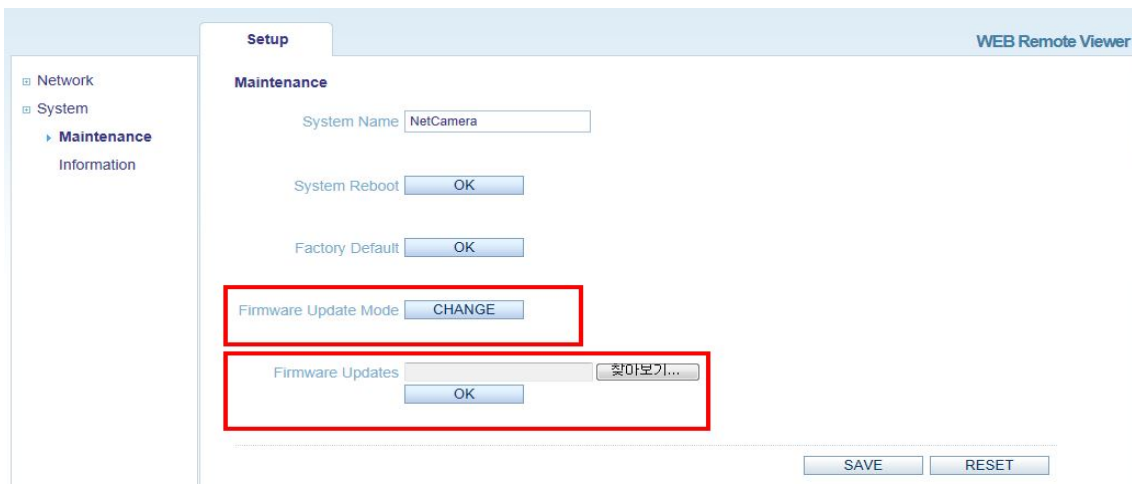 Setup
WEB Remote Viewer
Network
System
Maintenance
Information
Maintenance
System Name NetCamera
System Reboot OK
Factory Default OK
Firmware Update Mode CHANGE
Firmware Updates 찾아보기...
OK
SAVE RESET